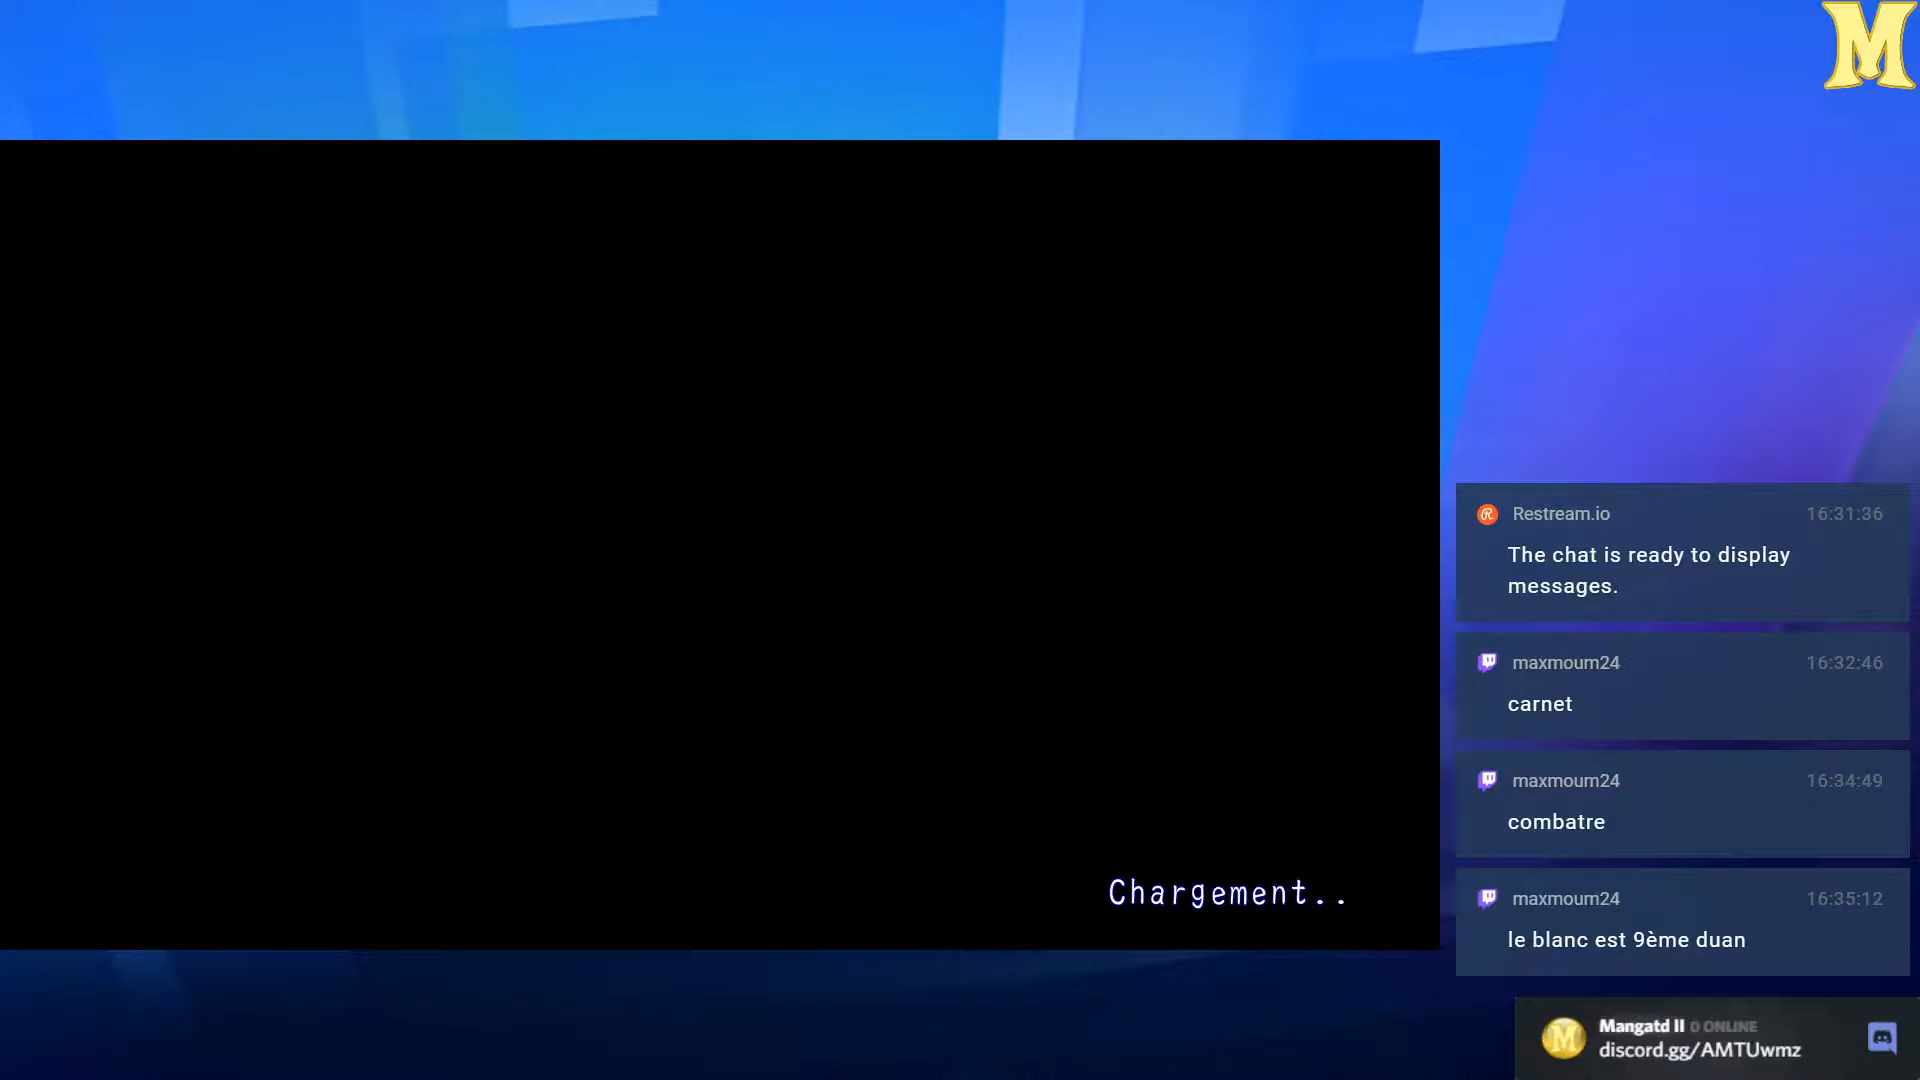 M
Chargement..
Restream.io 16:31:36
The chat is ready to display
messages.
maxmoum24 16:32:46
carnet
maxmoum24 16:34:49
combatre
maxmoum24 16:35:12
le blanc est 9ème duan
M
Mangatd II 0 ONLINE
discord.gg/AMTUwmz